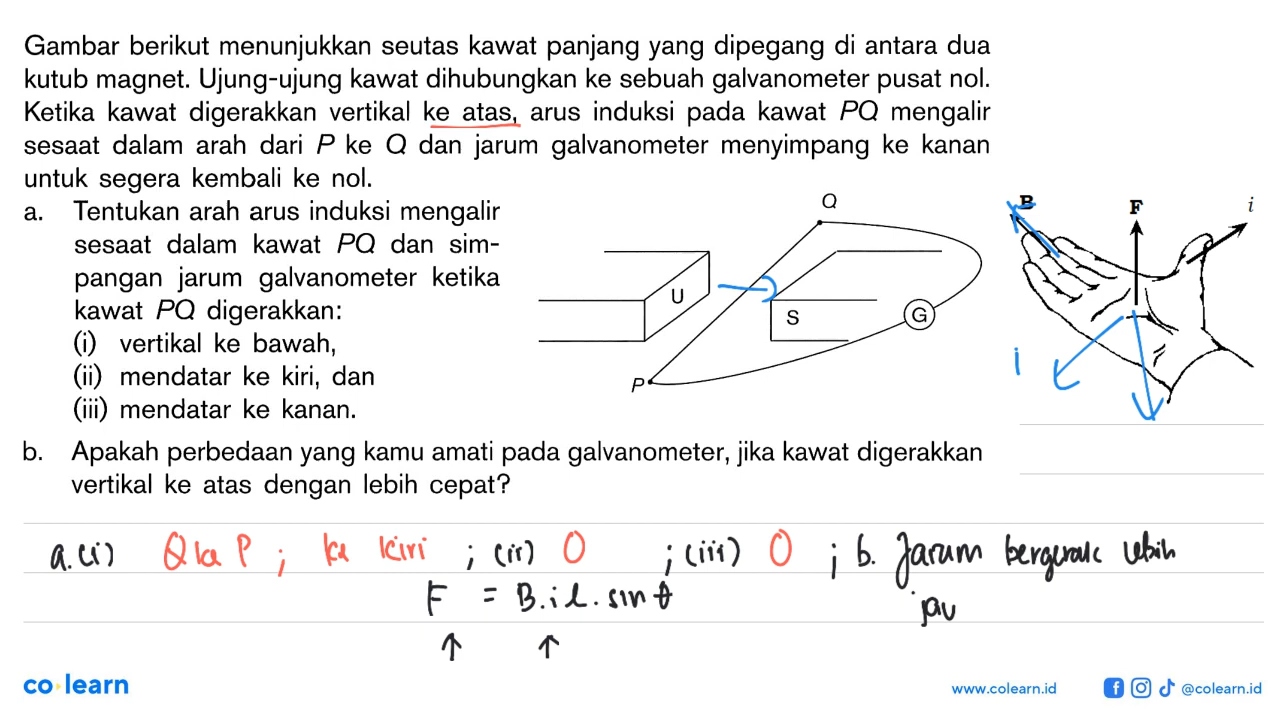 Gambar berikut menunjukkan seutas kawat panjang yang dipegang di antara dua
kutub magnet. Ujung-ujung kawat dihubungkan ke sebuah galvanometer pusat nol.
Ketika kawat digerakkan vertikal ke atas, arus induksi pada kawat PQ mengalir
sesaat dalam arah dari P ke Q dan jarum galvanometer menyimpang ke kanan
untuk segera kembali ke nol.
a. Tentukan arah arus induksi mengalir
sesaat dalam kawat PQ dan sim-
pangan jarum galvanometer ketika
kawat PQ digerakkan:
(i) vertikal ke bawah,
(ii) mendatar ke kiri, dan
(iii) mendatar ke kanan.
Q
U
S
G
P
B
F
i
i
b. Apakah perbedaan yang kamu amati pada galvanometer, jika kawat digerakkan
vertikal ke atas dengan lebih cepat?
a. (i) Q ke P ; ke kiri ; (ii) 0 ; (iii) 0 ; b. Jarum bergerak lebih
jau
F = B.i l. sin θ
↑ ↑
co learn
www.colearn.id
@colearn.id